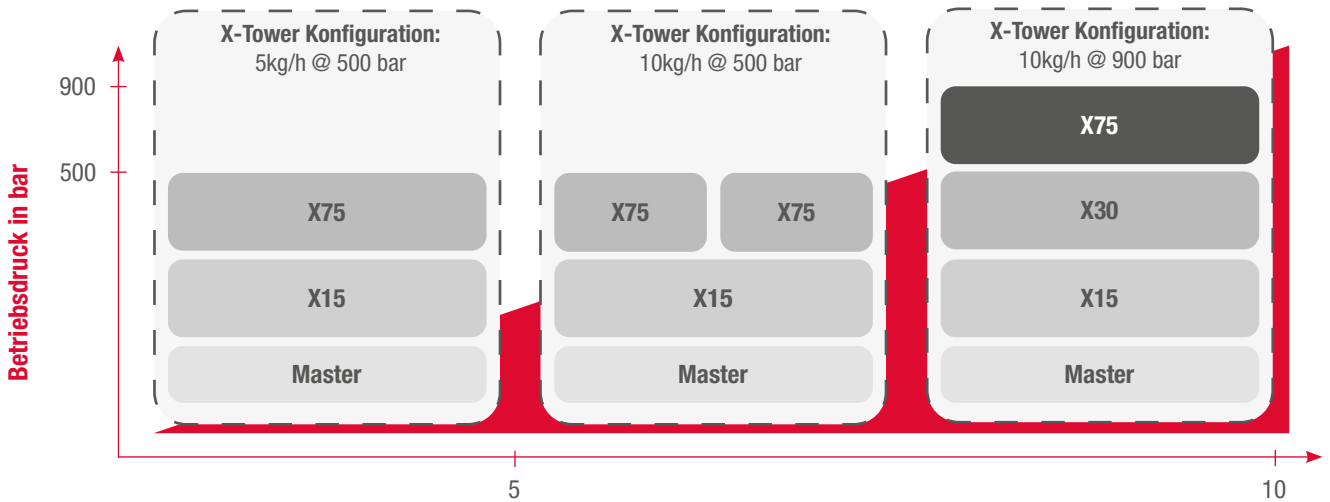 X-Tower Konfiguration:
5kg/h @ 500 bar
X75
X15
Master
X-Tower Konfiguration:
10kg/h @ 500 bar
X75
X75
X15
Master
X-Tower Konfiguration:
10kg/h @ 900 bar
X75
X30
X15
Master
900
500
Betriebsdruck in bar
5
10